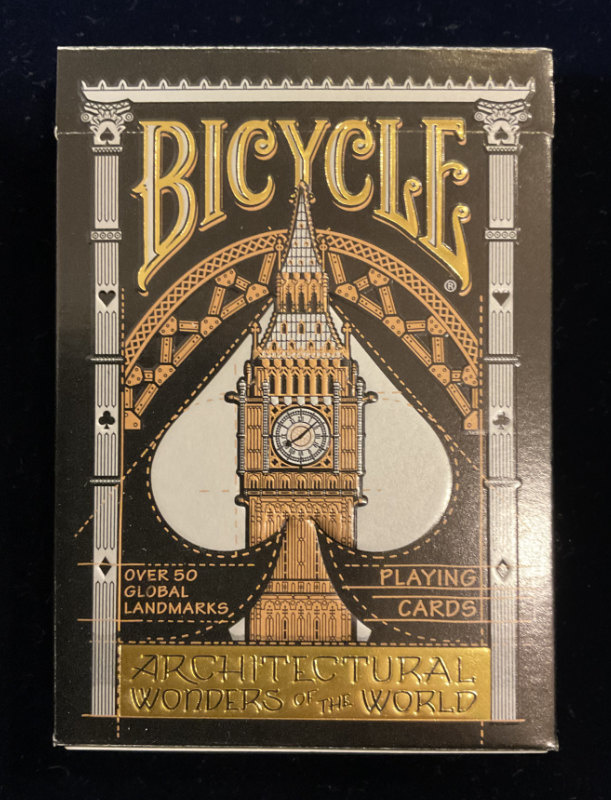 BICYCLE
®
OVER 50
GLOBAL
LANDMARKS
PLAYING
CARDS
ARCHITECTURAL
WONDERS OF THE WORLD